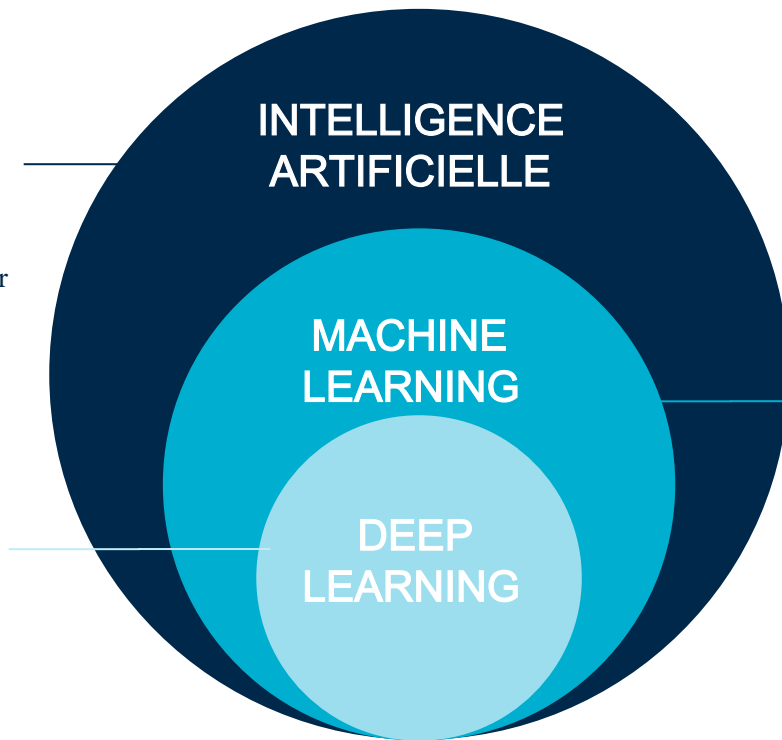 INTELLIGENCE
ARTIFICIELLE
r
MACHINE
LEARNING
DEEP
LEARNING